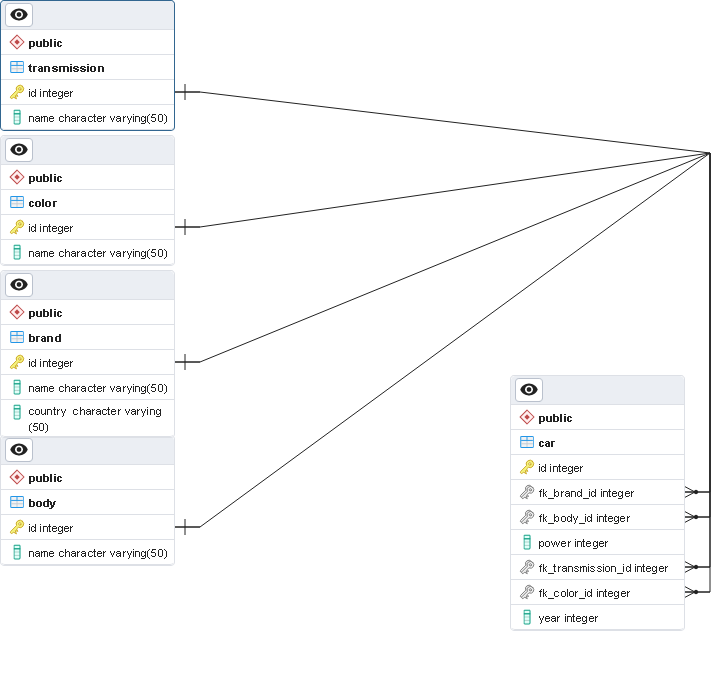 public
transmission
id integer
name character varying(50)
public
color
id integer
name character varying(50)
public
brand
id integer
name character varying(50)
country character varying
(50)
public
body
id integer
name character varying(50)
public
car
id integer
fk_brand_id integer
fk_body_id integer
power integer
fk_transmission_id integer
fk_color_id integer
year integer